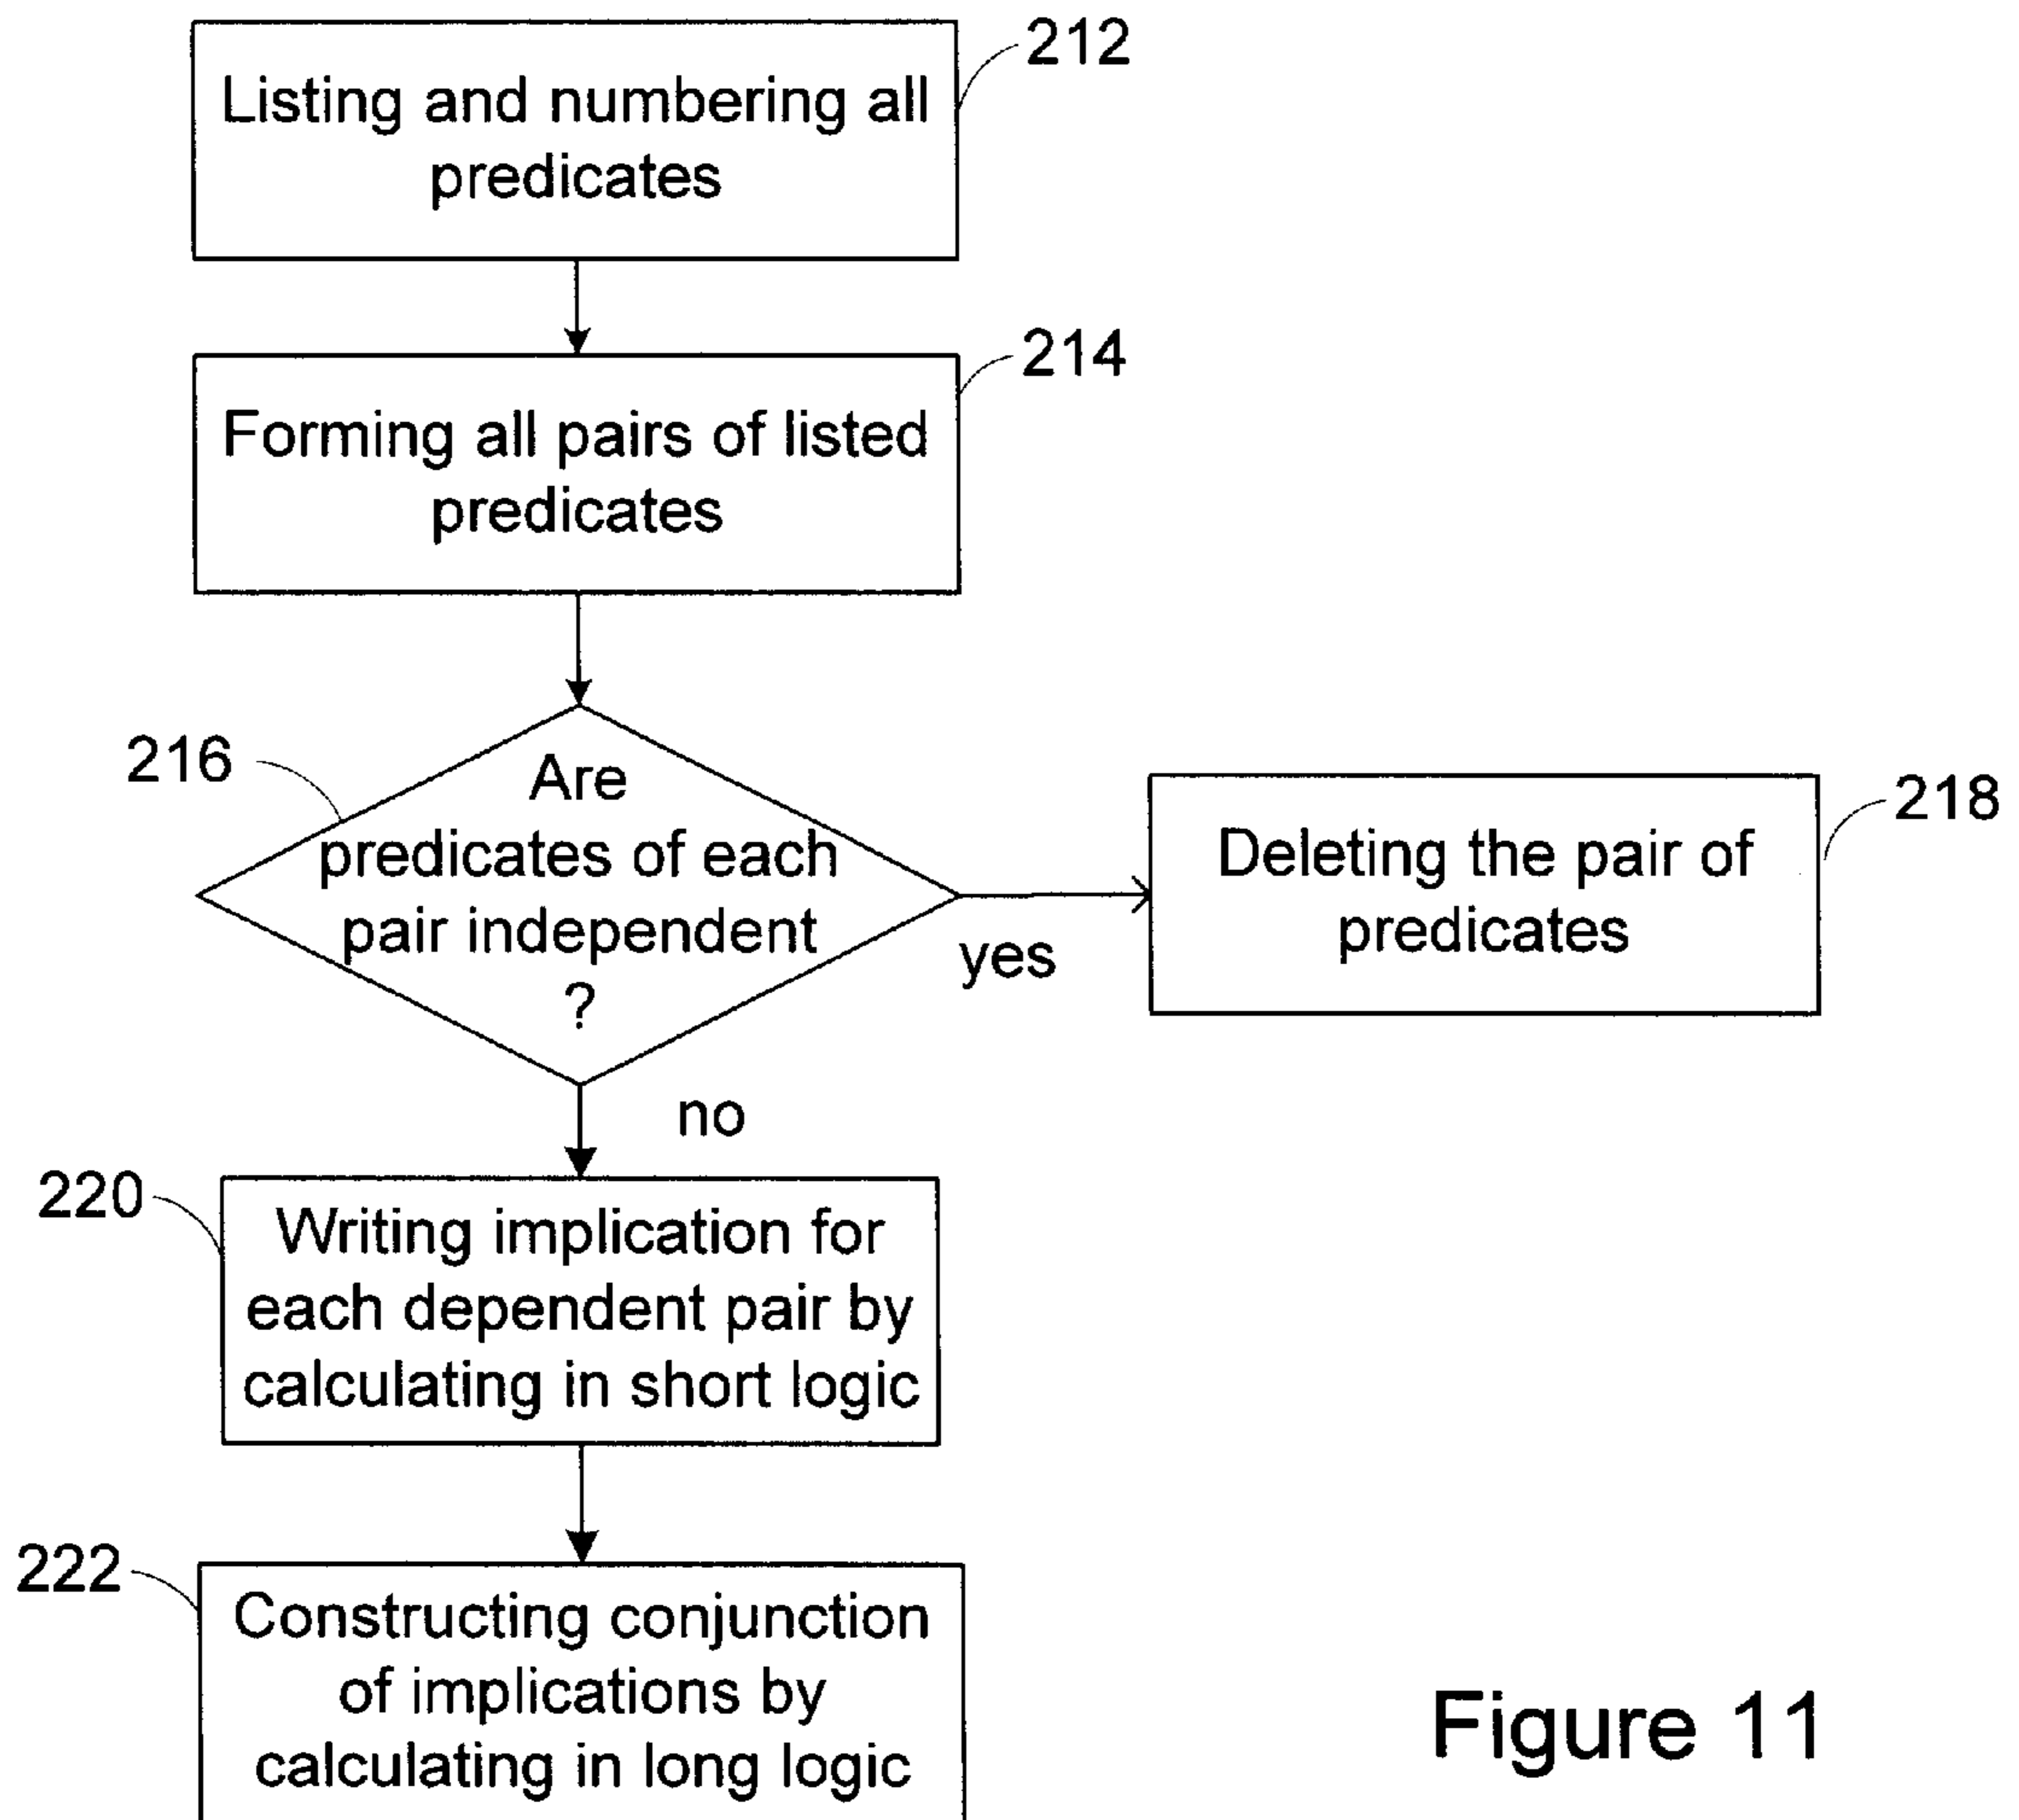 212
Listing and numbering all
predicates
214
Forming all pairs of listed
predicates
216
Are
predicates of each
pair independent
?
yes
218
Deleting the pair of
predicates
no
220
Writing implication for
each dependent pair by
calculating in short logic
222
Constructing conjunction
of implications by
calculating in long logic
Figure 11